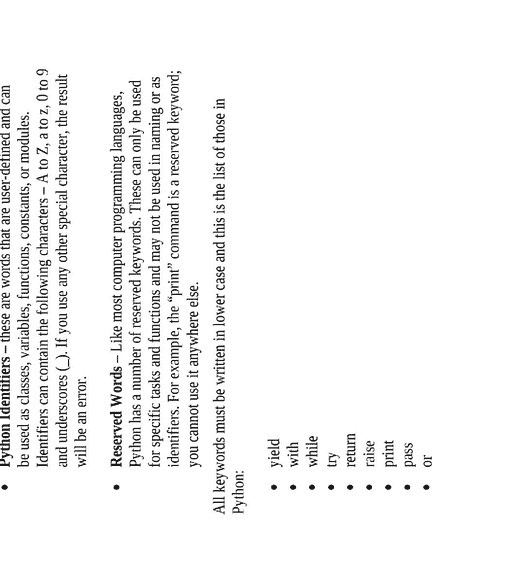 • Python Identifiers – these are words that are user-defined and can
be used as classes, variables, functions, constants, or modules.
Identifiers can contain the following characters – A to Z, a to z, 0 to 9
and underscores (_). If you use any other special character, the result
will be an error.
• Reserved Words – Like most computer programming languages,
Python has a number of reserved keywords. These can only be used
for specific tasks and functions and may not be used in naming or as
identifiers. For example, the “print” command is a reserved keyword;
you cannot use it anywhere else.
All keywords must be written in lower case and this is the list of those in
Python:
• yield
• with
• while
• try
• return
• raise
• print
• pass
• or